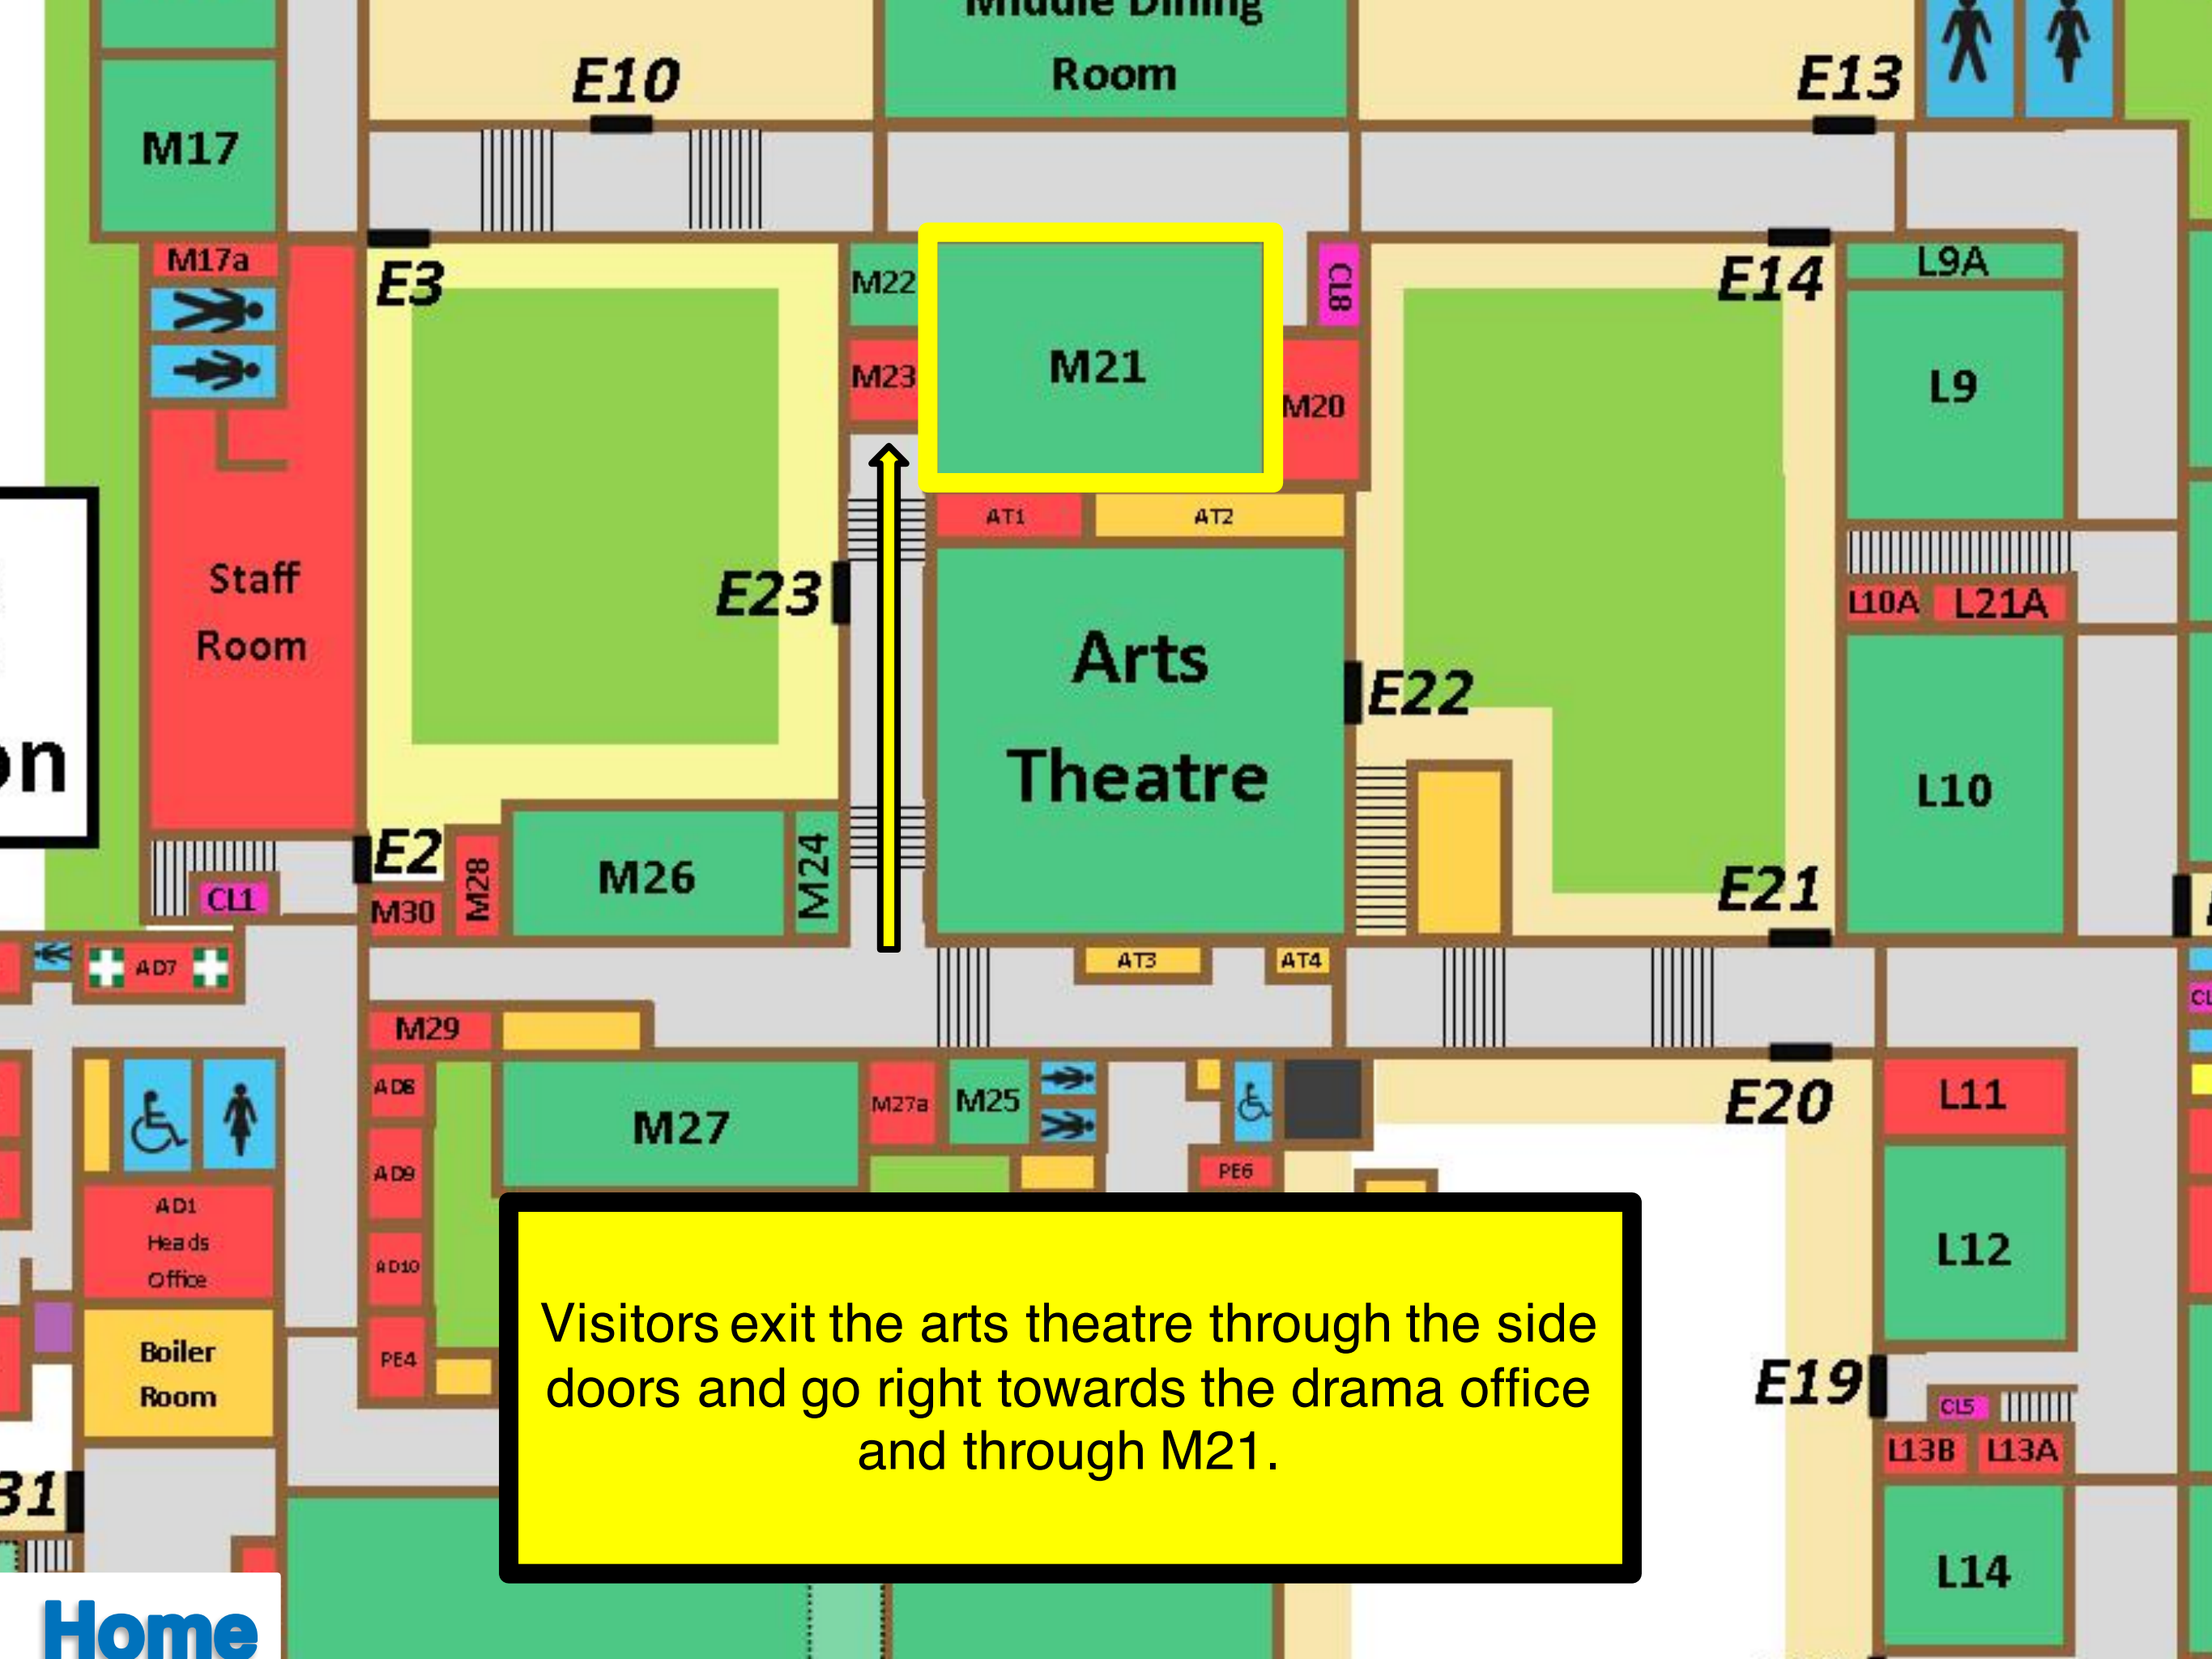 Middle Dining
Room
E10
E13
M17
M17a
E3
M22
M21
CL8
E14
L9A
M23
M20
L9
AT1
AT2
Staff
Room
E23
Arts
Theatre
E22
L10A
L21A
L10
on
E2
M28
M26
M24
E21
CL1
M30
AD7
AT3
AT4
CL
M29
AD8
M27
M27a
M25
E20
L11
AD9
PE6
AD1
Heads
Office
AD10
L12
Boiler
Room
PE4
Visitors exit the arts theatre through the side
doors and go right towards the drama office
and through M21.
E19
CL5
L13B
L13A
31
L14
Home